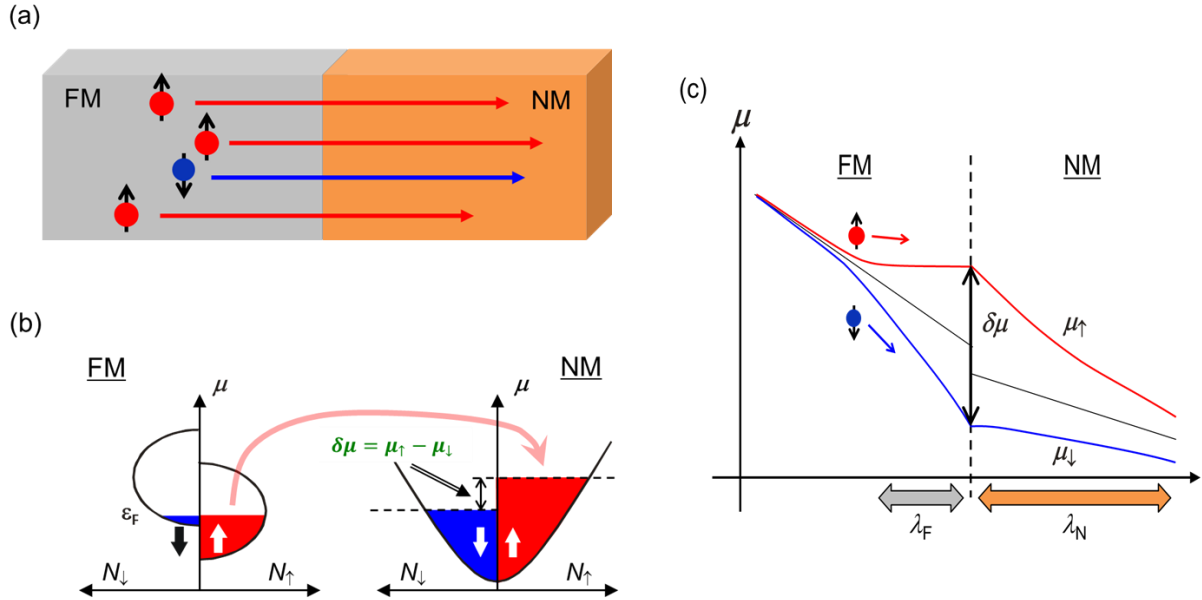 (a)
FM
NM
(b)
FM
NM
μ
μ
δμ = μ↑ − μ↓
εF
N↓
N↑
N↓
N↑
(c)
μ
FM
NM
δμ
μ↑
μ↓
λF
λN